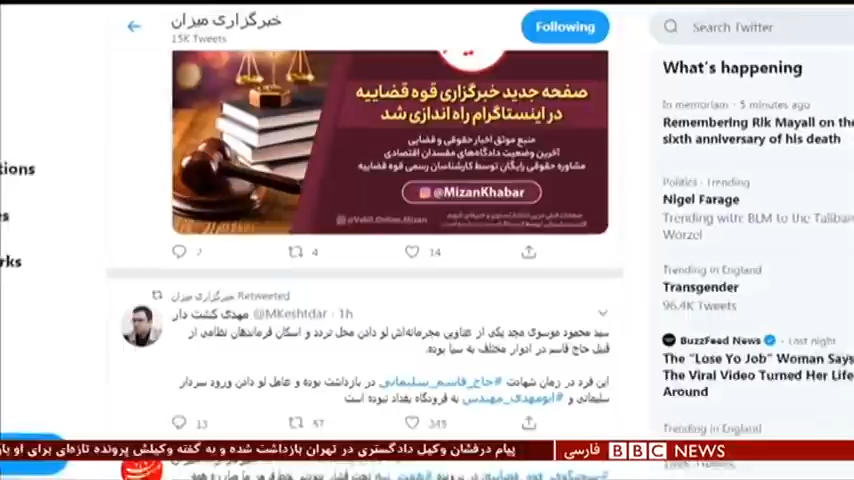 خبرگزاری میزان
15K Tweets
Following
Search Twitter
tions
rks
صفحه جدید خبرگزاری قوه قضاییه
در اینستاگرام راه اندازی شد
منبع موثق اخبار حقوقی و قضایی
آخرین وضعیت دادگاه‌های مفسدان اقتصادی
مشاوره حقوقی رایگان توسط کارشناسان رسمی قوه قضاییه
@MizanKhabar
@Vakil_Online_Mizan
4
14
خبرگزاری میزان Retweeted
مهدی کشت دار @MKeshtdar · 1h
سید محمود موسوی مجد یکی از عناوین مجرمانه‌اش لو دادن محل تردد و اسکان فرماندهان نظامی از
قبیل حاج قاسم در ادوار مختلف به سیا بوده.
این فرد در زمان شهادت #حاج_قاسم_سلیمانی در بازداشت بوده و عامل لو دادن ورود سردار
سلیمانی و #ابومهدی_مهندس به فرودگاه بغداد نبوده است
13
57
345
What's happening
In memoriam · 5 minutes ago
Remembering Rik Mayall on the
sixth anniversary of his death
Politics · Trending
Nigel Farage
Trending with: BLM to the Taliban
Worzel
Trending in England
Transgender
96.4K Tweets
BuzzFeed News · Last night
The "Lose Yo Job" Woman Says
The Viral Video Turned Her Life
Around
Trending in England
پیام درفشان وکیل دادگستری در تهران بازداشت شده و به گفته وکیلش پرونده تازه‌ای برای او باز
BBC NEWS فارسی